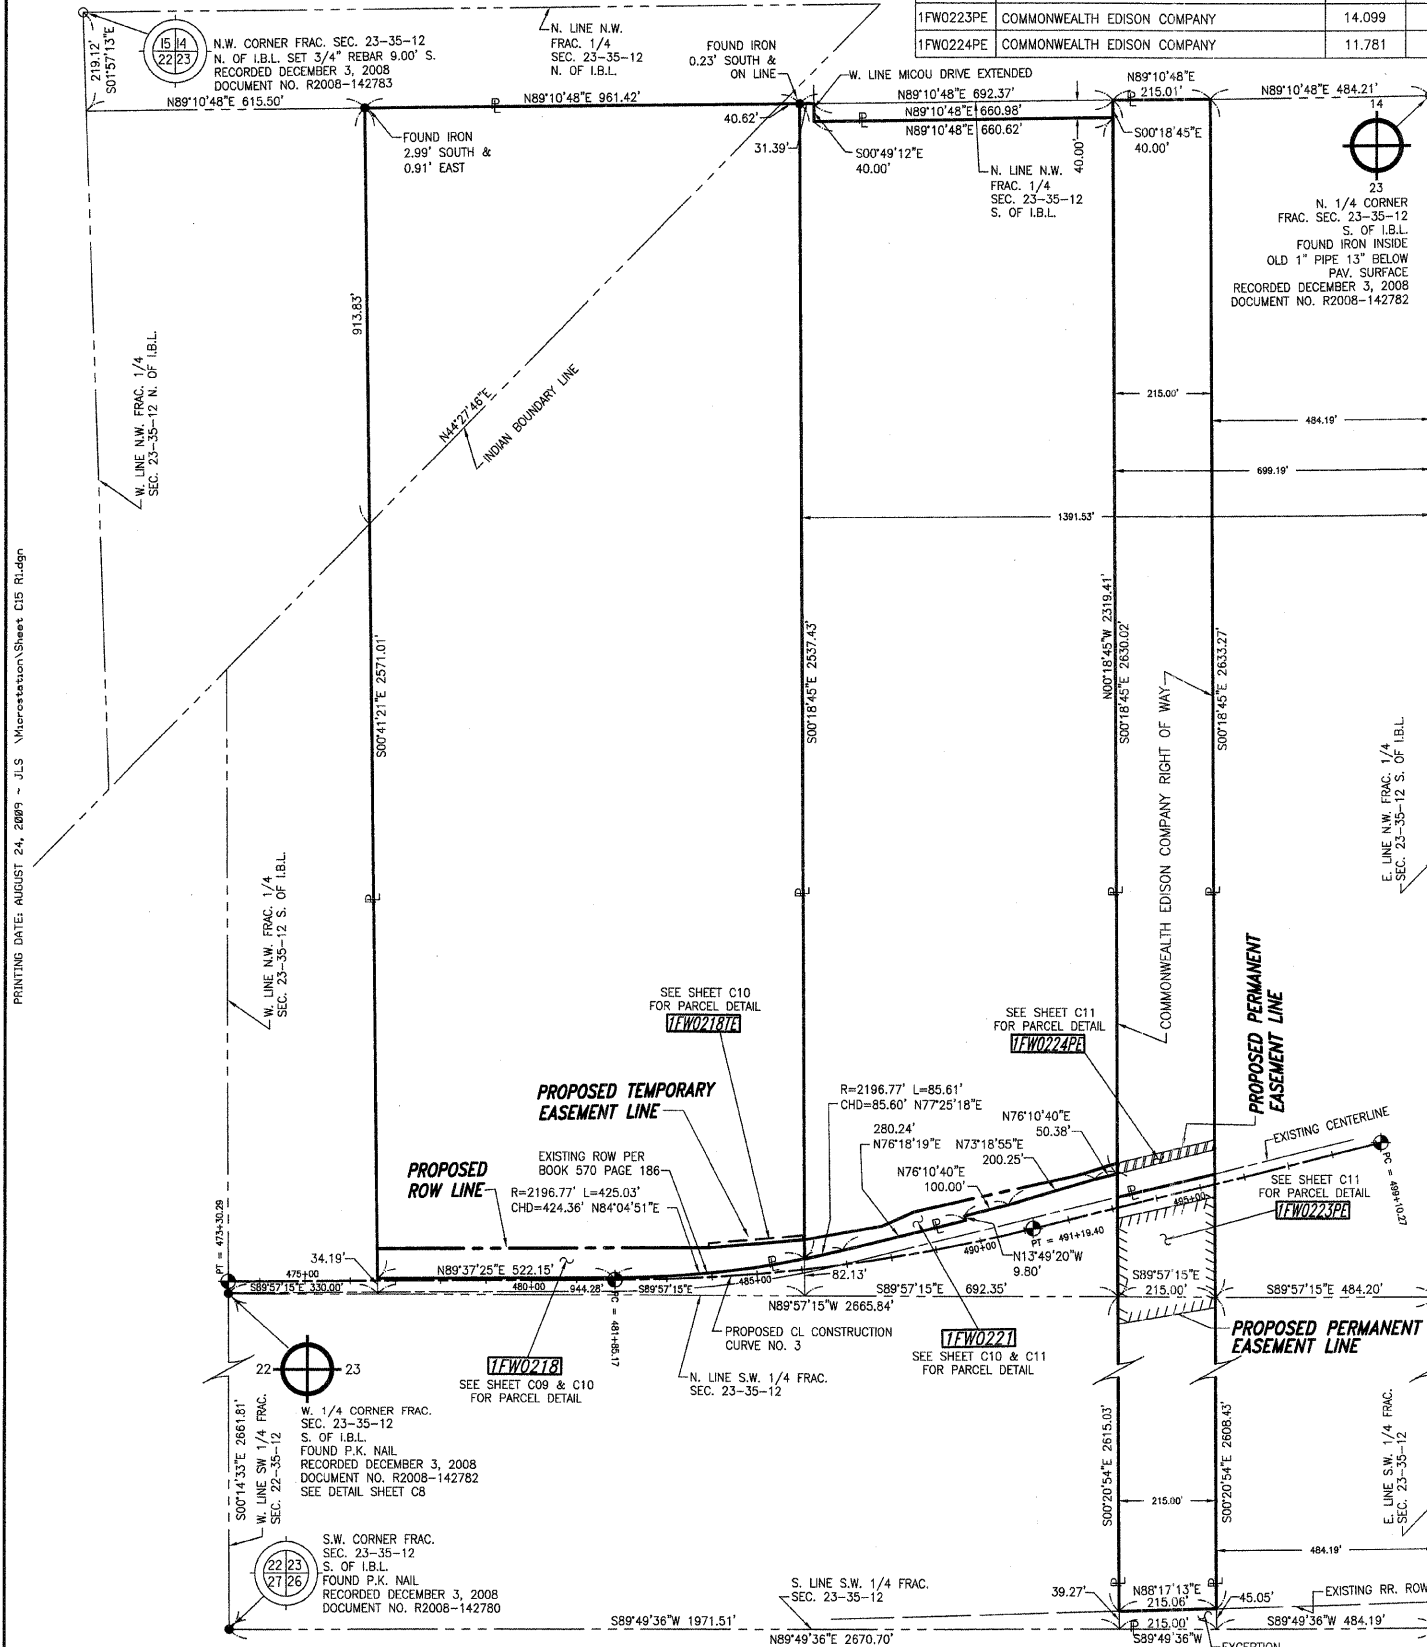 1FW0223PE COMMONWEALTH EDISON COMPANY 14.099
1FW0224PE COMMONWEALTH EDISON COMPANY 11.781
219.12'
S01°57'13"E
15 14
22 23
N.W. CORNER FRAC. SEC. 23-35-12
N. OF I.B.L. SET 3/4" REBAR 9.00' S.
RECORDED DECEMBER 3, 2008
DOCUMENT NO. R2008-142783
N. LINE N.W.
FRAC. 1/4
SEC. 23-35-12
N. OF I.B.L.
FOUND IRON
0.23' SOUTH &
ON LINE
W. LINE MICOU DRIVE EXTENDED
N89°10'48"E 615.50'
N89°10'48"E 961.42'
40.62'
31.39'
N89°10'48"E 692.37'
N89°10'48"E 660.98'
N89°10'48"E 660.62'
N89°10'48"E
215.01'
N89°10'48"E 484.21'
FOUND IRON
2.99' SOUTH &
0.91' EAST
S00°49'12"E
40.00'
40.00'
S00°18'45"E
40.00'
N. LINE N.W.
FRAC. 1/4
SEC. 23-35-12
S. OF I.B.L.
14
23
N. 1/4 CORNER
FRAC. SEC. 23-35-12
S. OF I.B.L.
FOUND IRON INSIDE
OLD 1" PIPE 13" BELOW
PAV. SURFACE
RECORDED DECEMBER 3, 2008
DOCUMENT NO. R2008-142782
913.83'
W. LINE N.W. FRAC. 1/4
SEC. 23-35-12 N. OF I.B.L.
N44°27'46"E
INDIAN BOUNDARY LINE
215.00'
484.19'
699.19'
1391.53'
PRINTING DATE: AUGUST 24, 2009 ~ JLS \Microstation\Sheet C15 R1.dgn
S00°41'21"E 2571.01'
S00°18'45"E 2537.43'
N00°18'45"W 2319.41'
S00°18'45"E 2630.02'
S00°18'45"E 2633.27'
COMMONWEALTH EDISON COMPANY RIGHT OF WAY
E. LINE N.W. FRAC. 1/4
SEC. 23-35-12 S. OF I.B.L.
W. LINE N.W. FRAC. 1/4
SEC. 23-35-12 S. OF I.B.L.
SEE SHEET C10
FOR PARCEL DETAIL
1FW0218TE
SEE SHEET C11
FOR PARCEL DETAIL
1FW0224PE
PROPOSED PERMANENT
EASEMENT LINE
PROPOSED TEMPORARY
EASEMENT LINE
R=2196.77' L=85.61'
CHD=85.60' N77°25'18"E
280.24'
N76°18'19"E
N73°18'55"E
200.25'
N76°10'40"E
50.38'
N76°10'40"E
100.00'
EXISTING CENTERLINE
EXISTING ROW PER
BOOK 570 PAGE 186
PROPOSED
ROW LINE
R=2196.77' L=425.03'
CHD=424.36' N84°04'51"E
PC = 499+10.27
SEE SHEET C11
FOR PARCEL DETAIL
1FW0223PE
PT = 473+30.29
PT = 491+19.40
495+00
490+00
N13°49'20"W
9.80'
34.19'
N89°37'25"E 522.15'
475+00
480+00
485+00
S89°57'15"E 330.00'
944.28'
S89°57'15"E
82.13'
S89°57'15"E 692.35'
S89°57'15"E
215.00'
S89°57'15"E 484.20'
N89°57'15"W 2665.84'
PC = 481+85.17
PROPOSED CL CONSTRUCTION
CURVE NO. 3
1FW0221
SEE SHEET C10 & C11
FOR PARCEL DETAIL
PROPOSED PERMANENT
EASEMENT LINE
1FW0218
SEE SHEET C09 & C10
FOR PARCEL DETAIL
N. LINE S.W. 1/4 FRAC.
SEC. 23-35-12
22 23
W. 1/4 CORNER FRAC.
SEC. 23-35-12
S. OF I.B.L.
FOUND P.K. NAIL
RECORDED DECEMBER 3, 2008
DOCUMENT NO. R2008-142782
SEE DETAIL SHEET C8
S00°14'33"E 2661.81'
W. LINE SW 1/4 FRAC.
SEC. 22-35-12
S00°20'54"E 2615.03'
S00°20'54"E 2608.43'
215.00'
E. LINE S.W. 1/4 FRAC.
SEC. 23-35-12
484.19'
22 23
27 26
S.W. CORNER FRAC.
SEC. 23-35-12
S. OF I.B.L.
FOUND P.K. NAIL
RECORDED DECEMBER 3, 2008
DOCUMENT NO. R2008-142780
S. LINE S.W. 1/4 FRAC.
SEC. 23-35-12
39.27'
N88°17'13"E
215.06'
45.05'
EXISTING RR. ROW
S89°49'36"W 1971.51'
215.00'
S89°49'36"W
S89°49'36"W 484.19'
N89°49'36"E 2670.70'
EXCEPTION